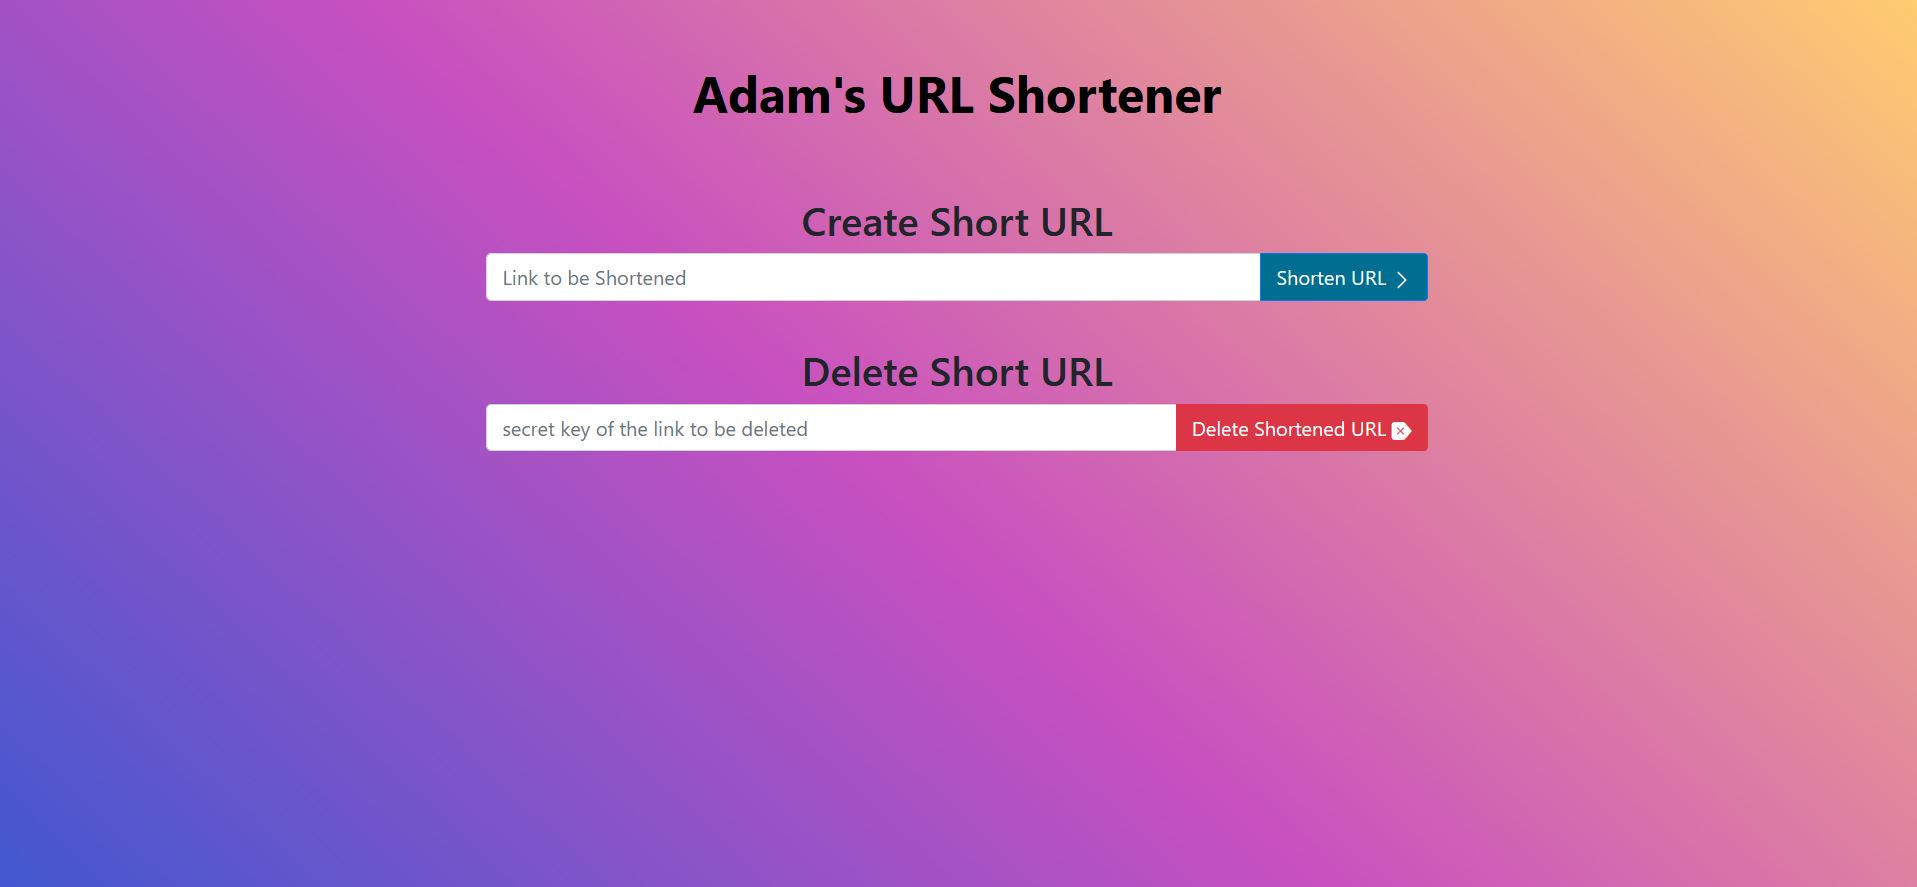 Adam's URL Shortener
Create Short URL
Link to be Shortened
Shorten URL
Delete Short URL
secret key of the link to be deleted
Delete Shortened URL